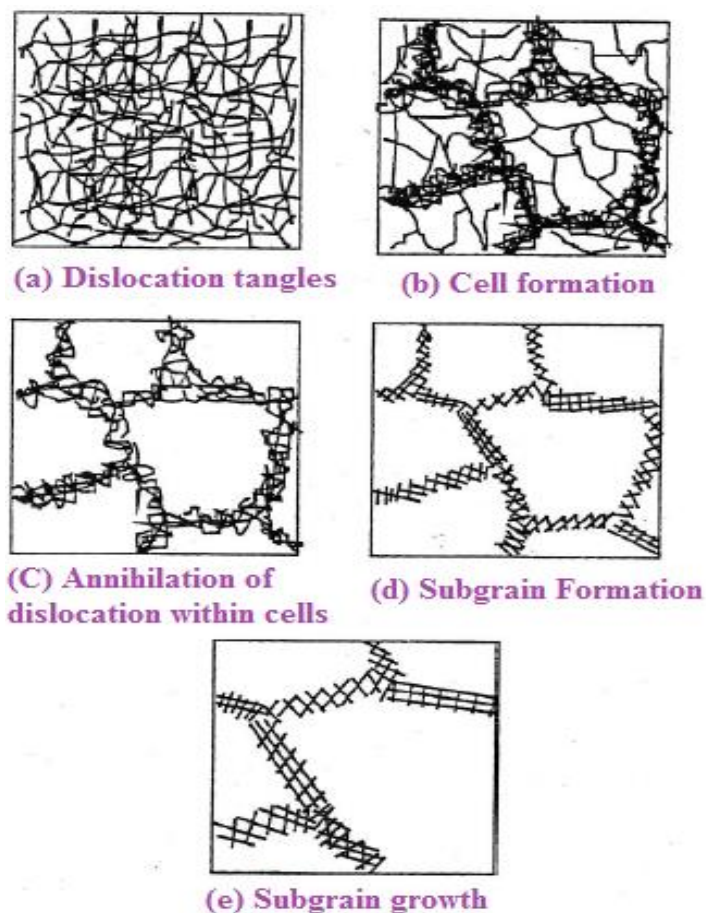 (a) Dislocation tangles
(b) Cell formation
(C) Annihilation of
dislocation within cells
(d) Subgrain Formation
(e) Subgrain growth